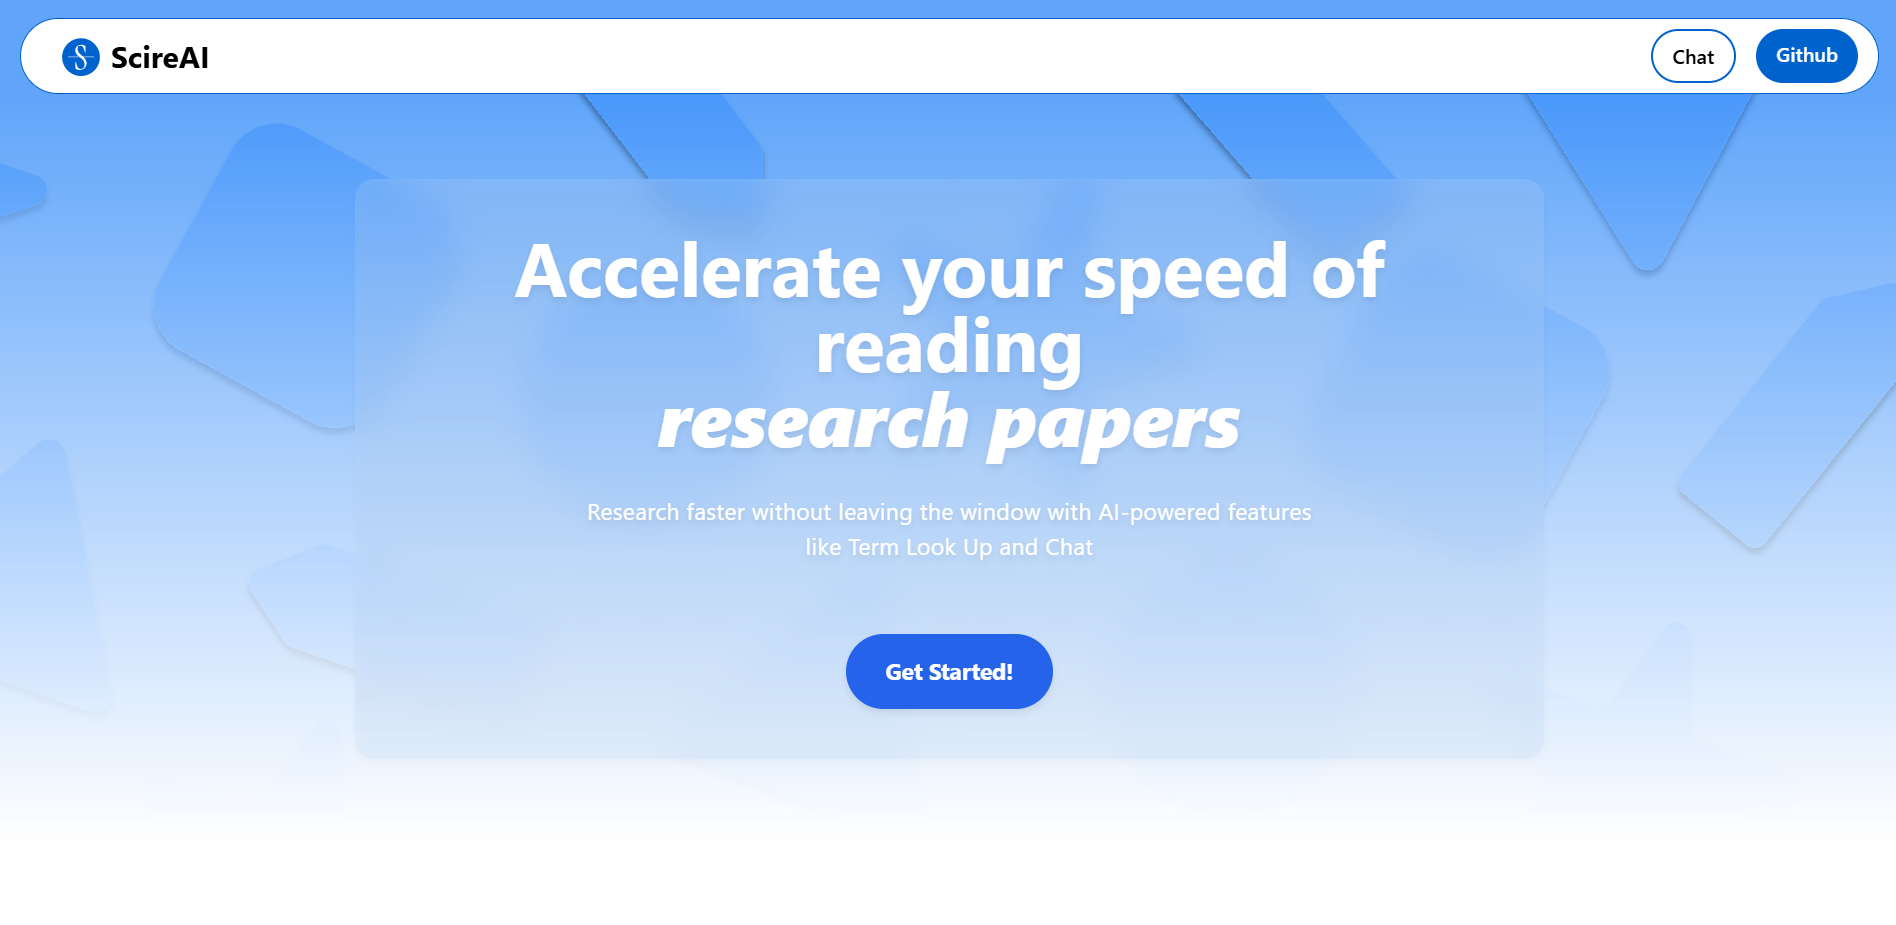 ScireAI
Chat
Github
Accelerate your speed of
reading
research papers
Research faster without leaving the window with AI-powered features
like Term Look Up and Chat
Get Started!